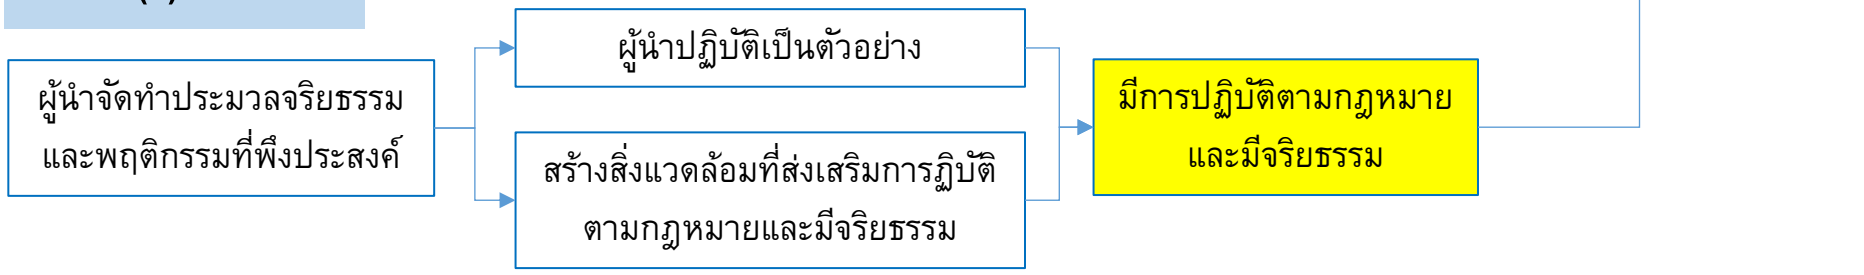 ผู้นำจัดทำประมวลจริยธรรม
และพฤติกรรมที่พึงประสงค์
ผู้นำปฏิบัติเป็นตัวอย่าง
สร้างสิ่งแวดล้อมที่ส่งเสริมการฏิบัติ
ตามกฎหมายและมีจริยธรรม
มีการปฏิบัติตามกฎหมาย
และมีจริยธรรม